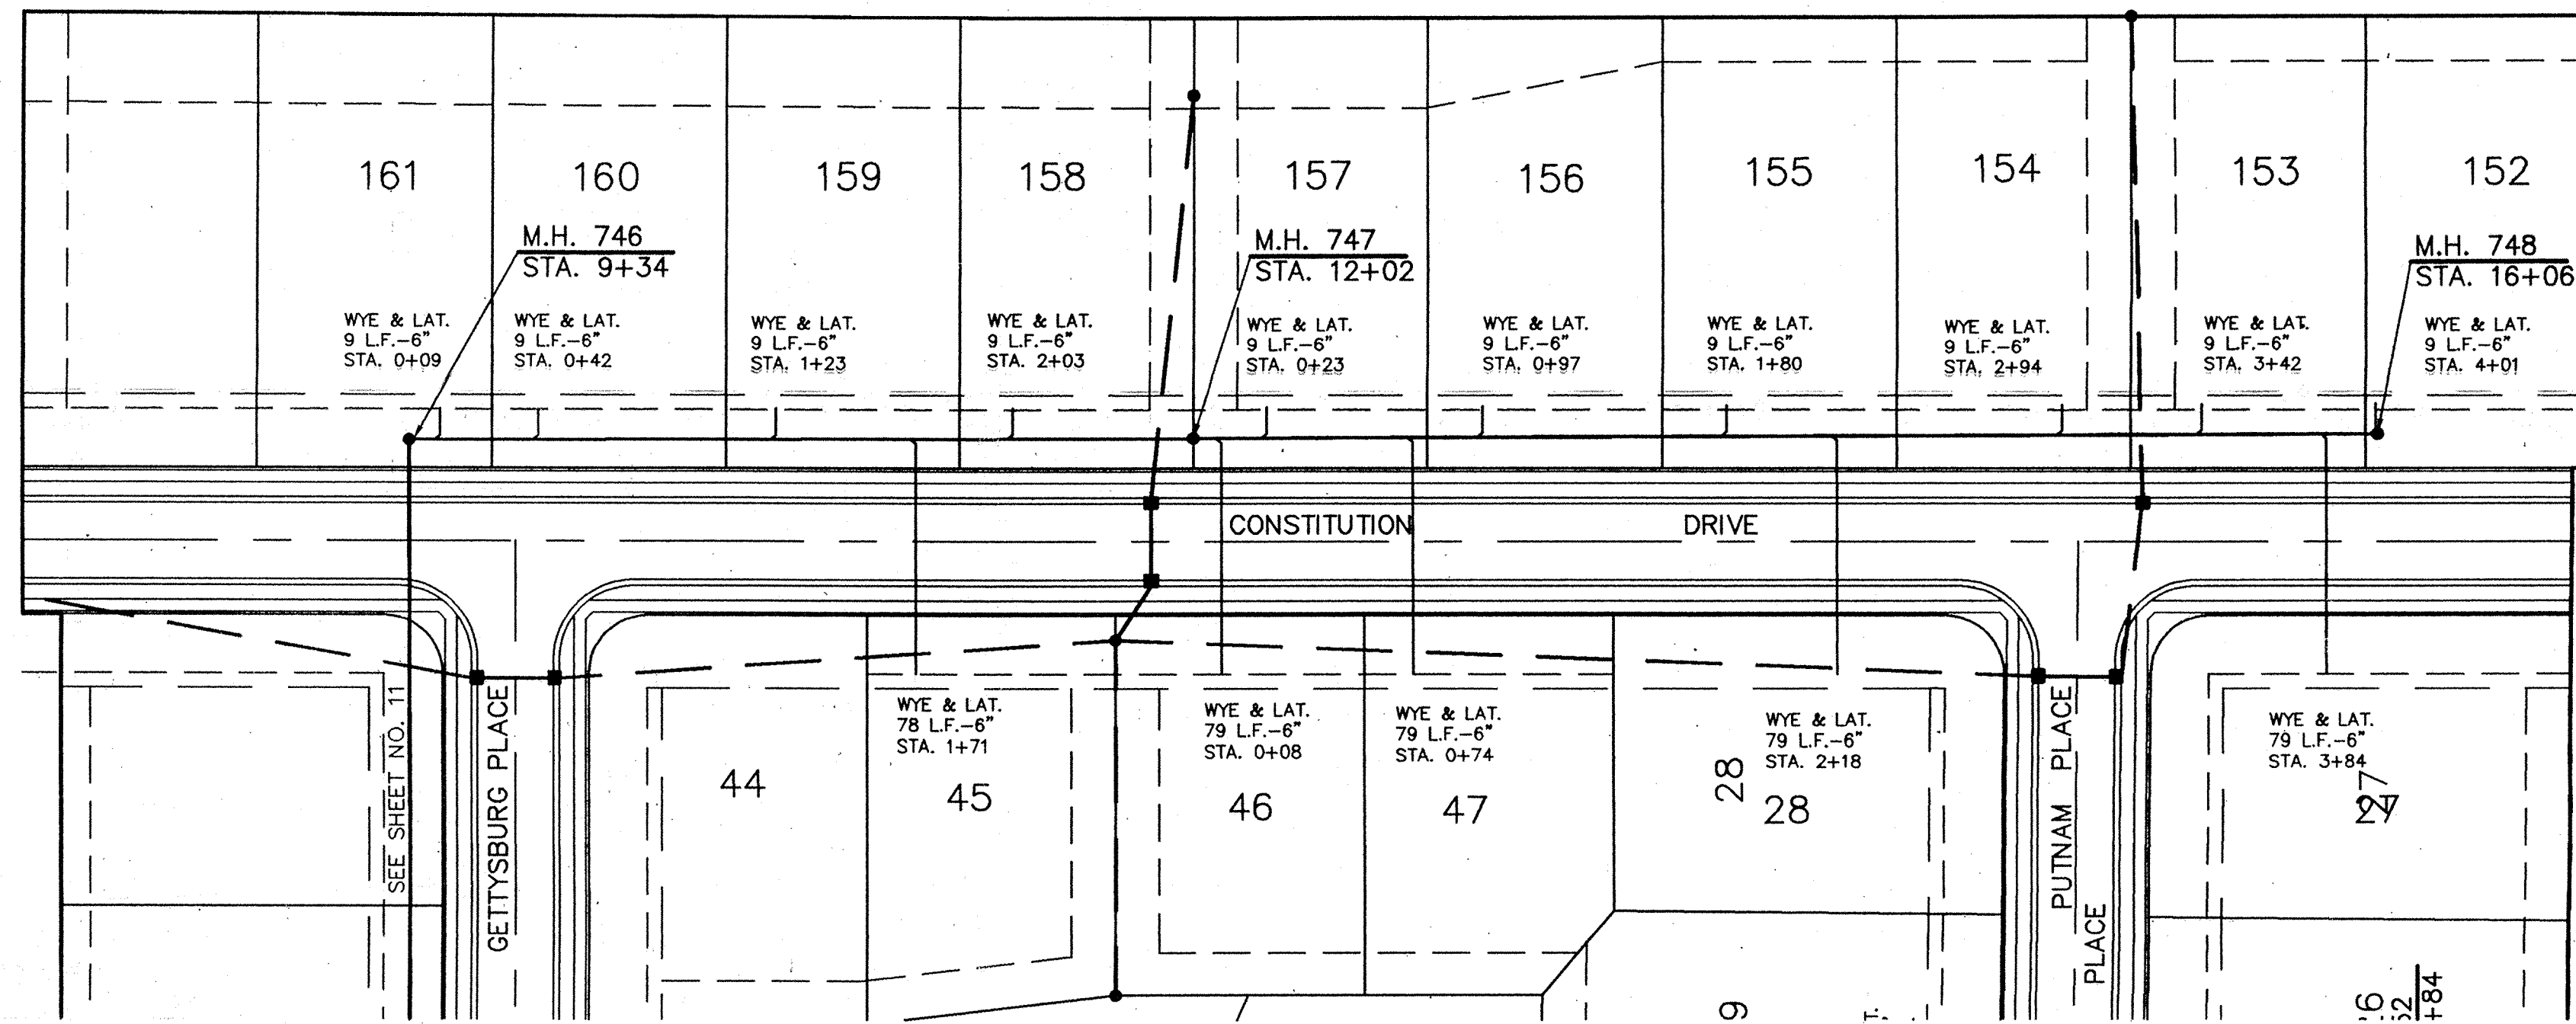 161
160
159
158
157
156
155
154
153
152
M.H. 746
STA. 9+34
M.H. 747
STA. 12+02
M.H. 748
STA. 16+06
WYE & LAT.
9 L.F.-6"
STA. 0+09
WYE & LAT.
9 L.F.-6"
STA. 0+42
WYE & LAT.
9 L.F.-6"
STA. 1+23
WYE & LAT.
9 L.F.-6"
STA. 2+03
WYE & LAT.
9 L.F.-6"
STA. 0+23
WYE & LAT.
9 L.F.-6"
STA. 0+97
WYE & LAT.
9 L.F.-6"
STA. 1+80
WYE & LAT.
9 L.F.-6"
STA. 2+94
WYE & LAT.
9 L.F.-6"
STA. 3+42
WYE & LAT.
9 L.F.-6"
STA. 4+01
CONSTITUTION DRIVE
SEE SHEET NO. 11
GETTYSBURG PLACE
WYE & LAT.
78 L.F.-6"
STA. 1+71
WYE & LAT.
79 L.F.-6"
STA. 0+08
WYE & LAT.
79 L.F.-6"
STA. 0+74
WYE & LAT.
79 L.F.-6"
STA. 2+18
WYE & LAT.
79 L.F.-6"
STA. 3+84
44
45
46
47
28
28
27
27
PUTNAM PLACE
PLACE
9
+84